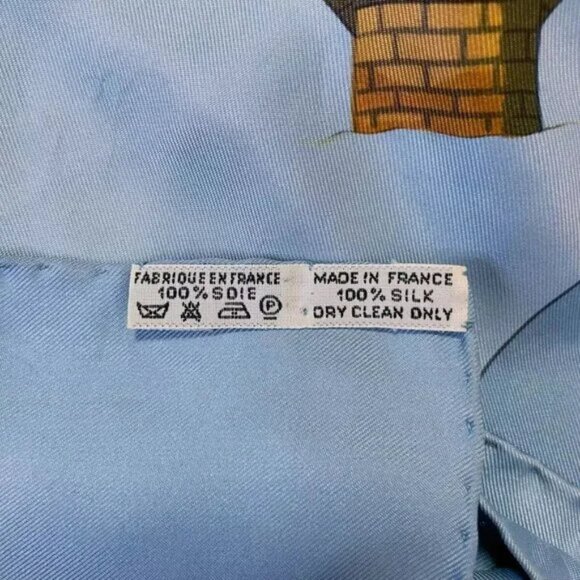 FABRIQUE EN FRANCE
100% SOIE
P
MADE IN FRANCE
100% SILK
DRY CLEAN ONLY